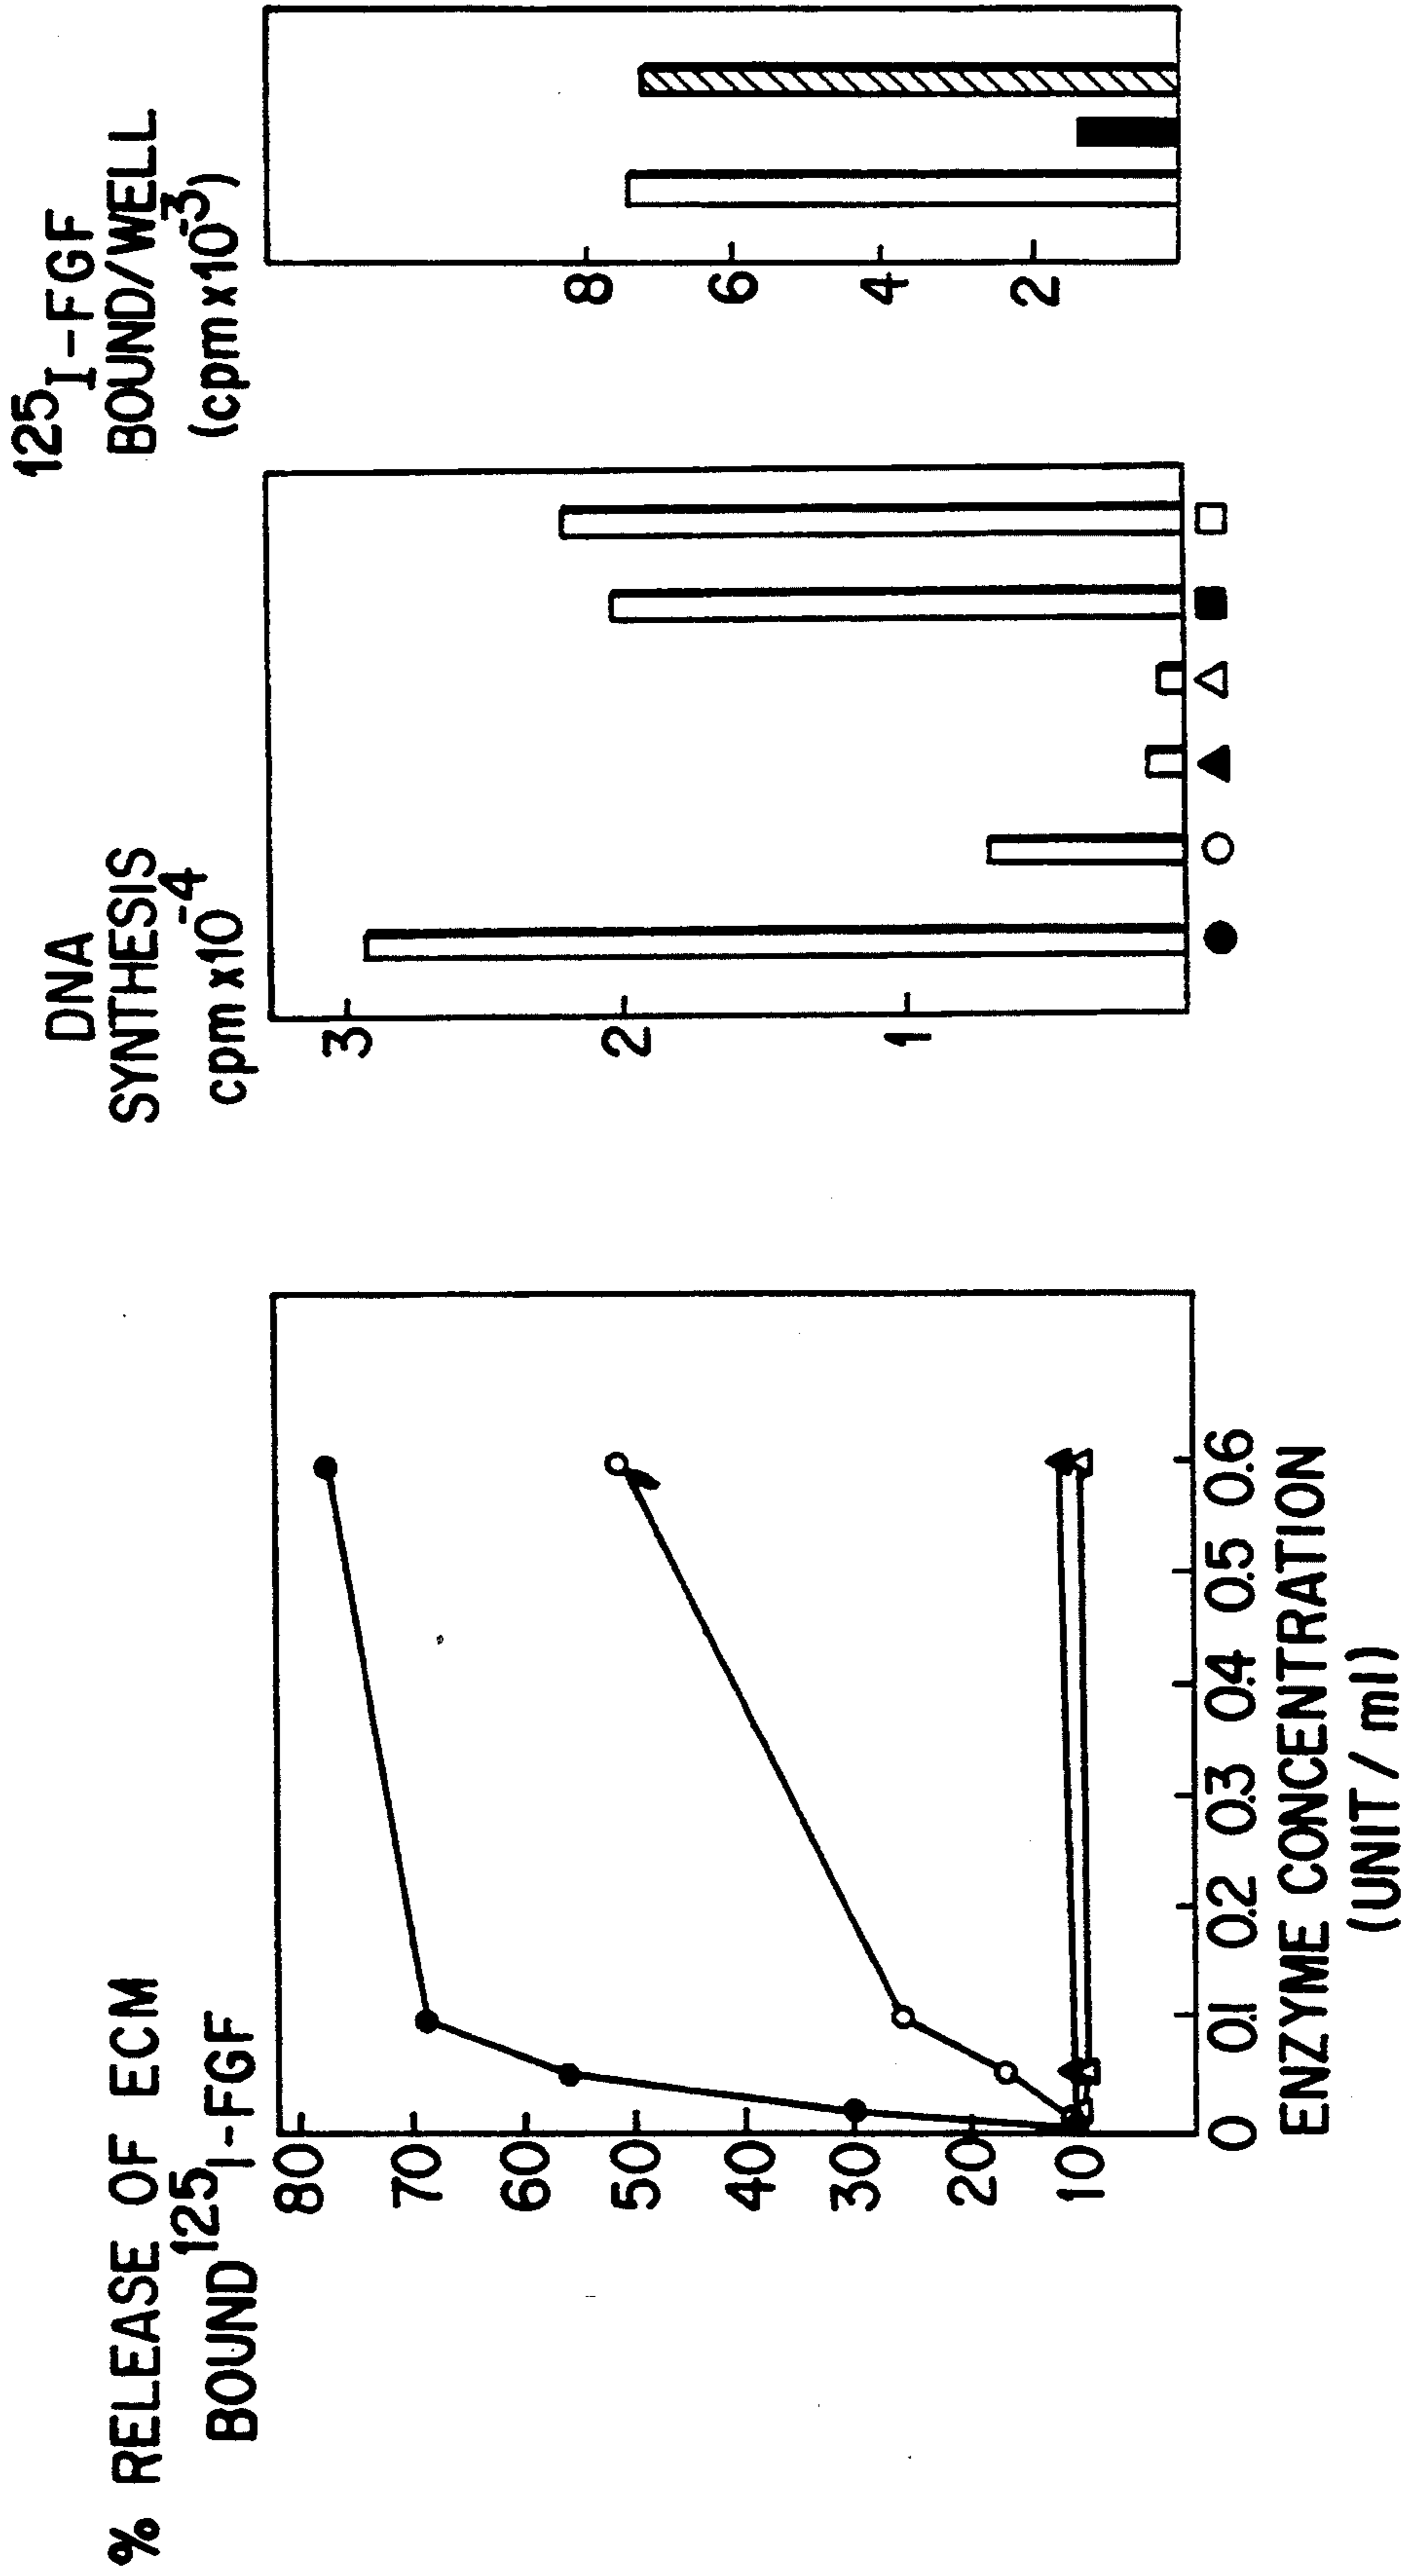 % RELEASE OF ECM
BOUND 125I-FGF
80
70
60
50
40
30
20
10
0 0.1 0.2 0.3 0.4 0.5 0.6
ENZYME CONCENTRATION
(UNIT/ml)
DNA
SYNTHESIS
cpm x10-4
3
2
1
125I-FGF
BOUND/WELL
(cpm x10-3)
8
6
4
2